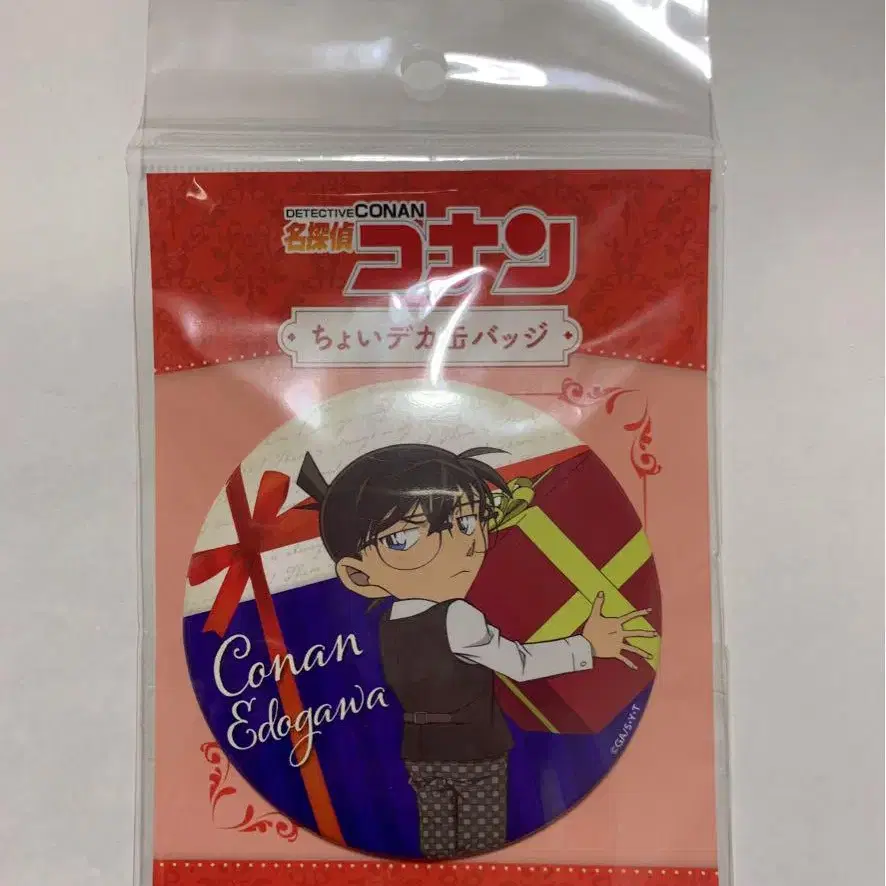 DETECTIVE CONAN
名探偵
コナン
ちょいデカ缶バッジ
Conan
Edogawa
©GA/S・Y・T